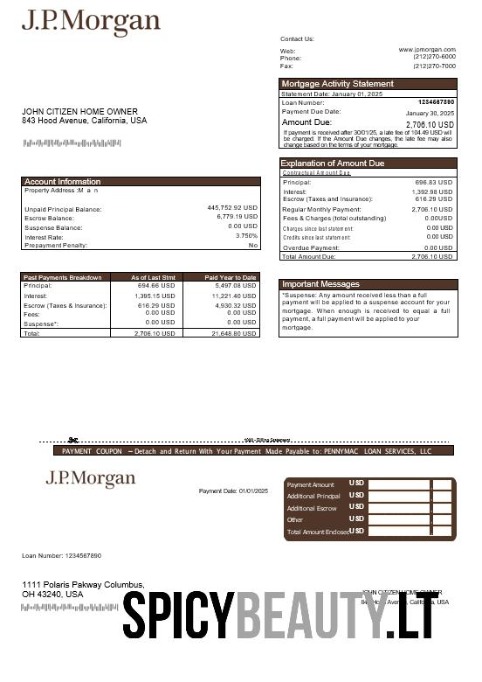 J.P.Morgan
Contact Us:
Web: www.jpmorgan.com
Phone: (212)270-6000
Fax: (212)270-7000
Mortgage Activity Statement
Statement Date: January 01, 2025
Loan Number: 1234567890
Payment Due Date: January 30, 2025
Amount Due: 2,706.10 USD
If payment is received after 30/01/25, a late fee of 104.49 USD will
be charged. If the Amount Due changes, the late fee may also
change based on the terms of your mortgage.
JOHN CITIZEN HOME OWNER
843 Hood Avenue, California, USA
Explanation of Amount Due
Contractual Amount Due
Principal: 696.83 USD
Interest: 1,392.98 USD
Escrow (Taxes and Insurance): 616.29 USD
Regular Monthly Payment: 2,706.10 USD
Fees & Charges (total outstanding) 0.00USD
Charges since last statement: 0.00 USD
Credits since last statement: 0.00 USD
Overdue Payment: 0.00 USD
Total Amount Due: 2,706.10 USD
Account Information
Property Address :M a n
Unpaid Principal Balance: 445,752.92 USD
Escrow Balance: 6,779.19 USD
Suspense Balance: 0.00 USD
Interest Rate: 3.750%
Prepayment Penalty: No
Past Payments Breakdown As of Last Stmt Paid Year to Date
Principal: 694.66 USD 5,497.08 USD
Interest: 1,395.15 USD 11,221.40 USD
Escrow (Taxes & Insurance): 616.29 USD 4,930.32 USD
Fees: 0.00 USD 0.00 USD
Suspense*: 0.00 USD 0.00 USD
Total: 2,706.10 USD 21,648.80 USD
Important Messages
*Suspense: Any amount received less than a full
payment will be applied to a suspense account for your
mortgage. When enough is received to equal a full
payment, a full payment will be applied to your
mortgage.
PAYMENT COUPON – Detach and Return With Your Payment Made Payable to: PENNYMAC LOAN SERVICES, LLC
J.P.Morgan
Payment Date: 01/01/2025
Payment Amount USD
Additional Principal USD
Additional Escrow USD
Other USD
Total Amount Enclosed USD
Loan Number: 1234567890
1111 Polaris Pakway Columbus,
OH 43240, USA
JOHN CITIZEN HOME OWNER
843 Hood Avenue, California, USA
SPICYBEAUTY.LT